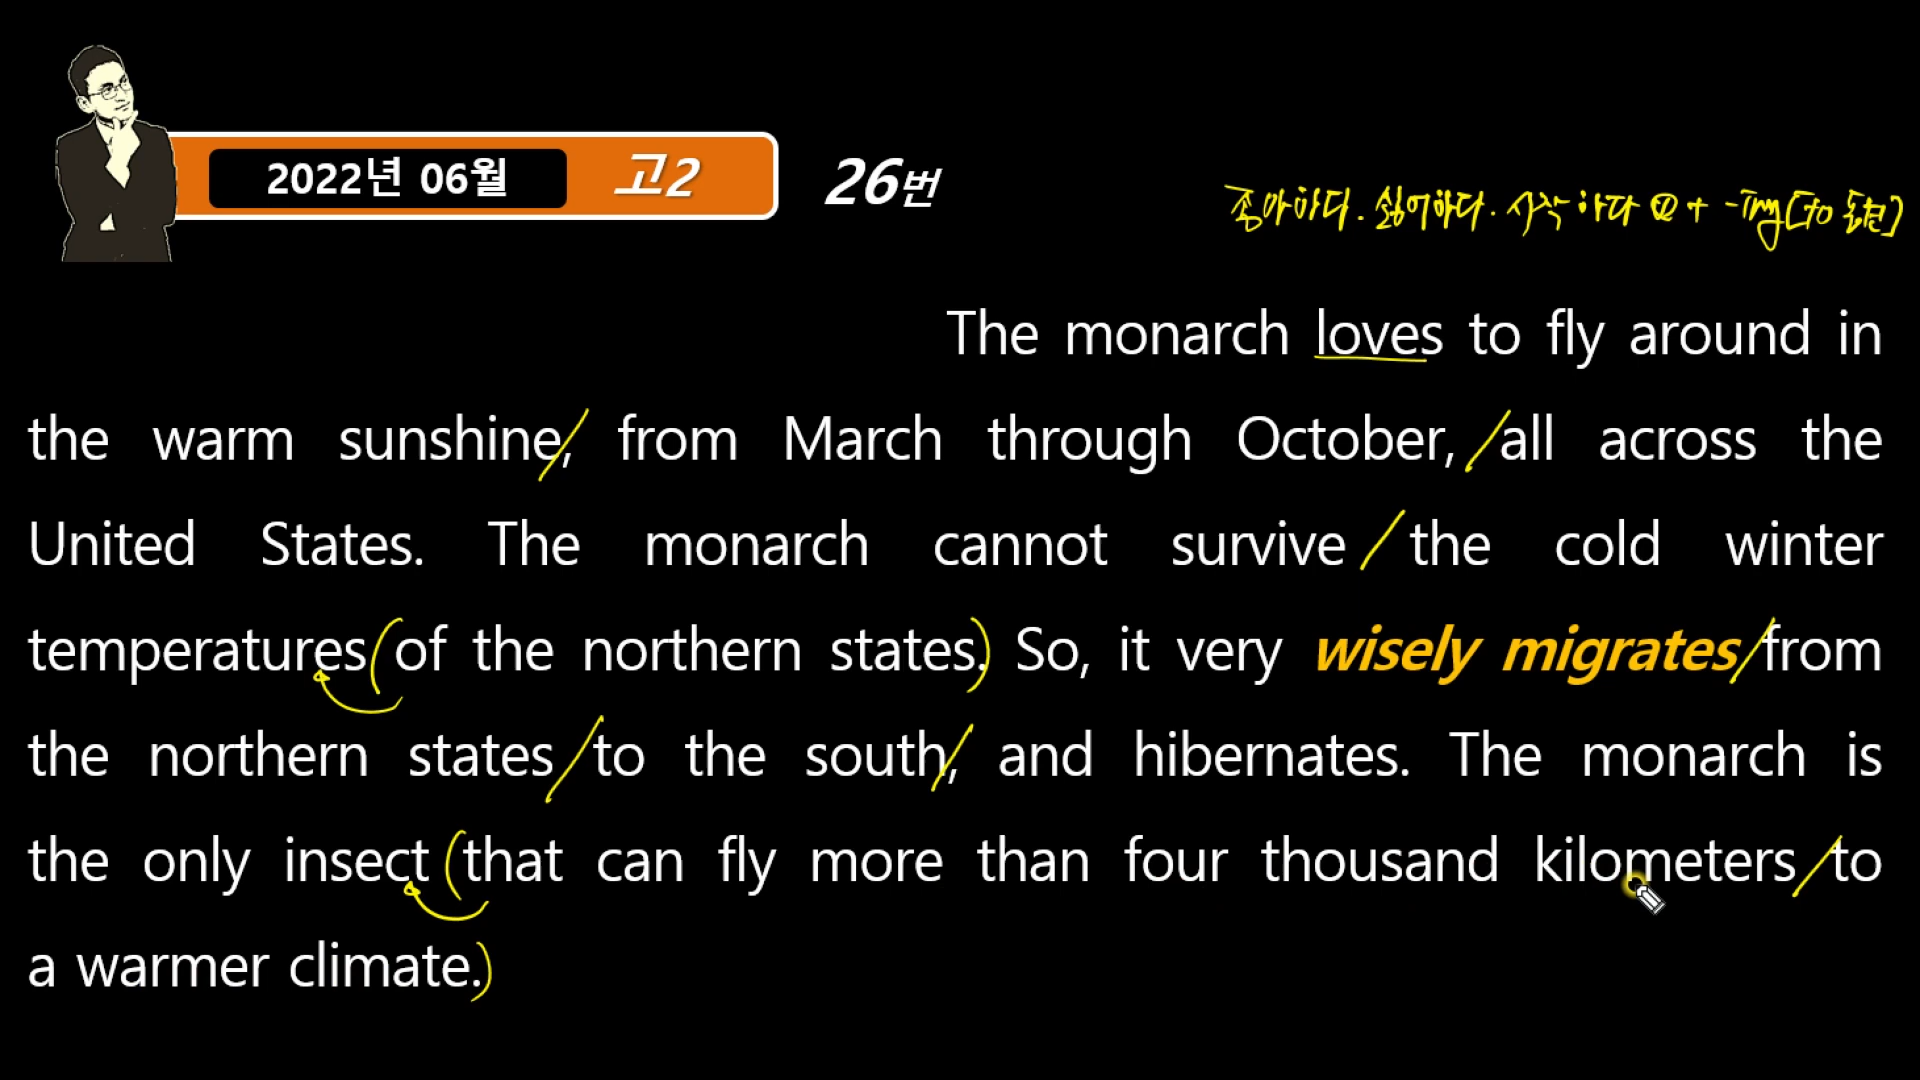 2022년 06월 고2 26번
좋아하다. 싫어하다. 시작하다 ⓥ + -ing [to 동원]
The monarch loves to fly around in
the warm sunshine, from March through October, all across the
United States. The monarch cannot survive the cold winter
temperatures (of the northern states.) So, it very wisely migrates from
the northern states to the south, and hibernates. The monarch is
the only insect (that can fly more than four thousand kilometers to
a warmer climate.)